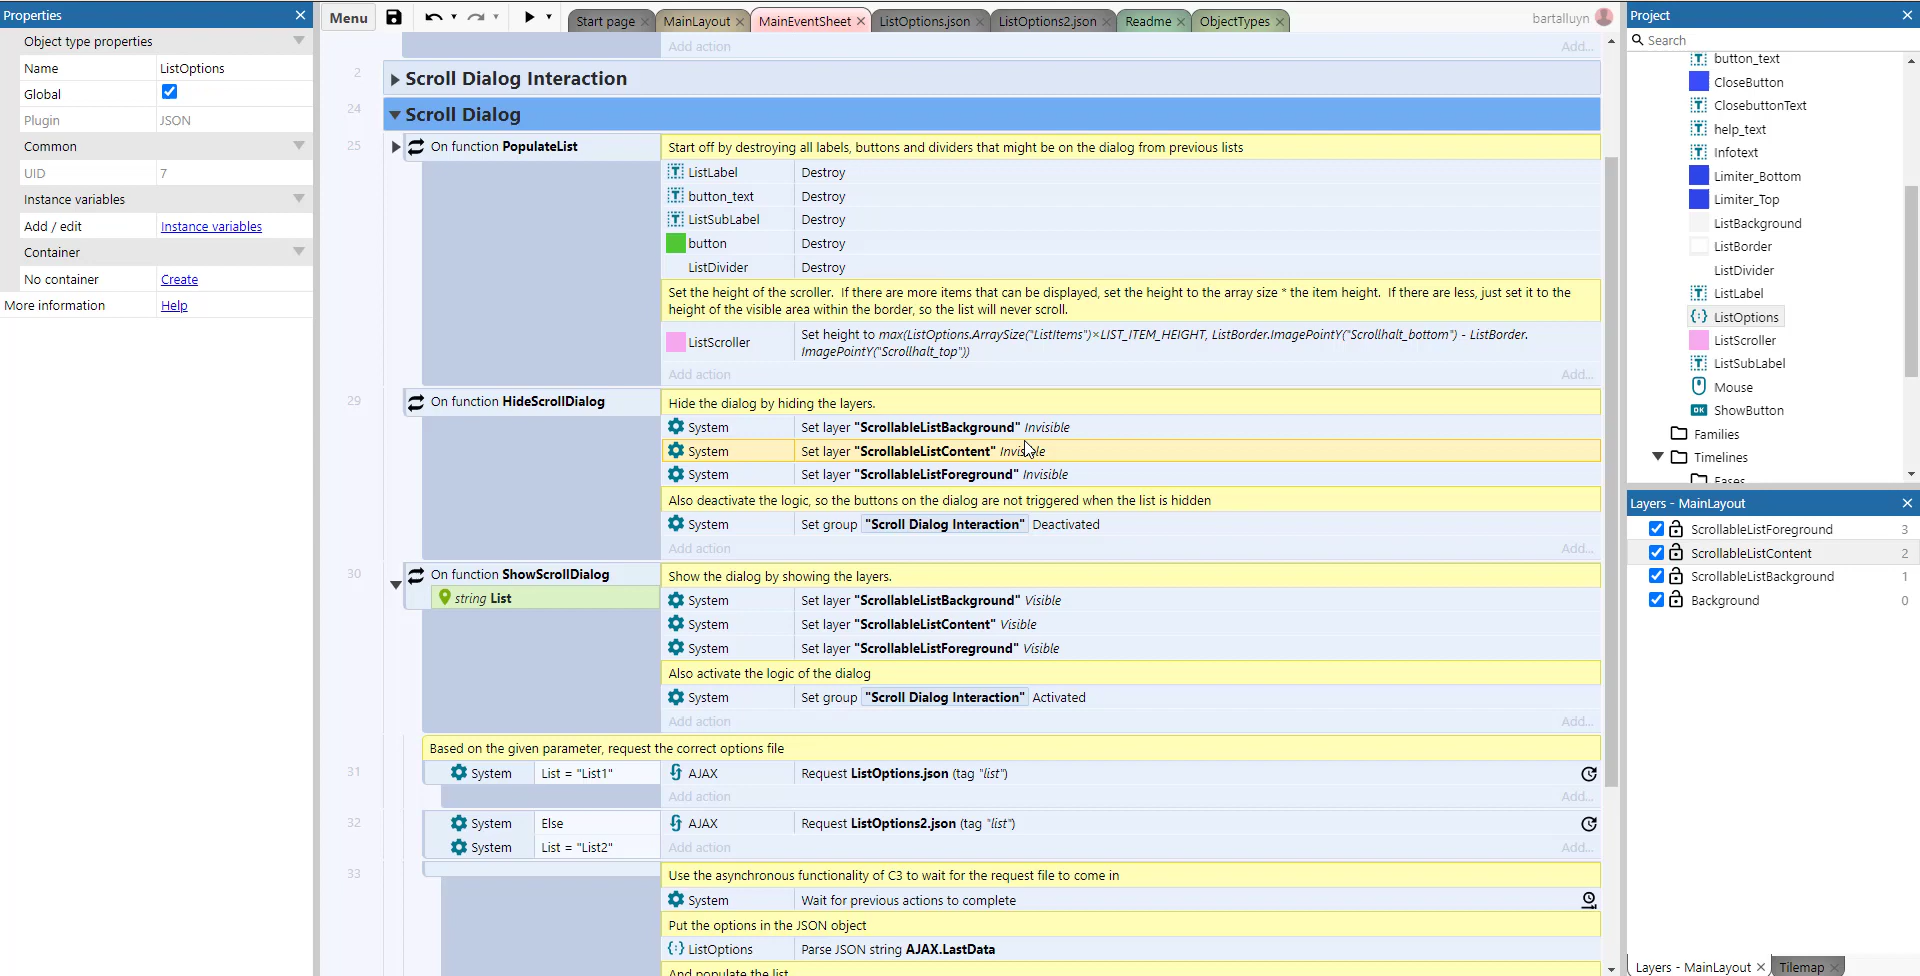 Properties
Object type properties
Name ListOptions
Global
Plugin JSON
Common
UID 7
Instance variables
Add / edit Instance variables
Container
No container Create
More information Help
Menu
Start page
MainLayout
MainEventSheet
ListOptions.json
ListOptions2.json
Readme
ObjectTypes
bartalluyn
Add action Add...
2 Scroll Dialog Interaction
24 Scroll Dialog
25 On function PopulateList
Start off by destroying all labels, buttons and dividers that might be on the dialog from previous lists
ListLabel Destroy
button_text Destroy
ListSubLabel Destroy
button Destroy
ListDivider Destroy
Set the height of the scroller. If there are more items that can be displayed, set the height to the array size * the item height. If there are less, just set it to the
height of the visible area within the border, so the list will never scroll.
ListScroller Set height to max(ListOptions.ArraySize("ListItems")×LIST_ITEM_HEIGHT, ListBorder.ImagePointY("Scrollhalt_bottom") - ListBorder.
ImagePointY("Scrollhalt_top"))
Add action Add...
29 On function HideScrollDialog
Hide the dialog by hiding the layers.
System Set layer "ScrollableListBackground" Invisible
System Set layer "ScrollableListContent"
System Set layer "ScrollableListForeground" Invisible
Also deactivate the logic, so the buttons on the dialog are not triggered when the list is hidden
System Set group "Scroll Dialog Interaction" Deactivated
Add action Add...
30 On function ShowScrollDialog
string List
Show the dialog by showing the layers.
System Set layer "ScrollableListBackground" Visible
System Set layer "ScrollableListContent" Visible
System Set layer "ScrollableListForeground" Visible
Also activate the logic of the dialog
System Set group "Scroll Dialog Interaction" Activated
Add action Add...
Based on the given parameter, request the correct options file
31 System List = "List1" AJAX Request ListOptions.json (tag "list")
Add action Add...
32 System Else AJAX Request ListOptions2.json (tag "list")
System List = "List2" Add action Add...
33 Use the asynchronous functionality of C3 to wait for the request file to come in
System Wait for previous actions to complete
Put the options in the JSON object
ListOptions Parse JSON string AJAX.LastData
And populate the list
Project
Search
button_text
CloseButton
ClosebuttonText
help_text
Infotext
Limiter_Bottom
Limiter_Top
ListBackground
ListBorder
ListDivider
ListLabel
ListOptions
ListScroller
ListSubLabel
Mouse
OK ShowButton
Families
Timelines
Eases
Layers - MainLayout
ScrollableListForeground 3
ScrollableListContent 2
ScrollableListBackground 1
Background 0
Layers - MainLayout
Tilemap